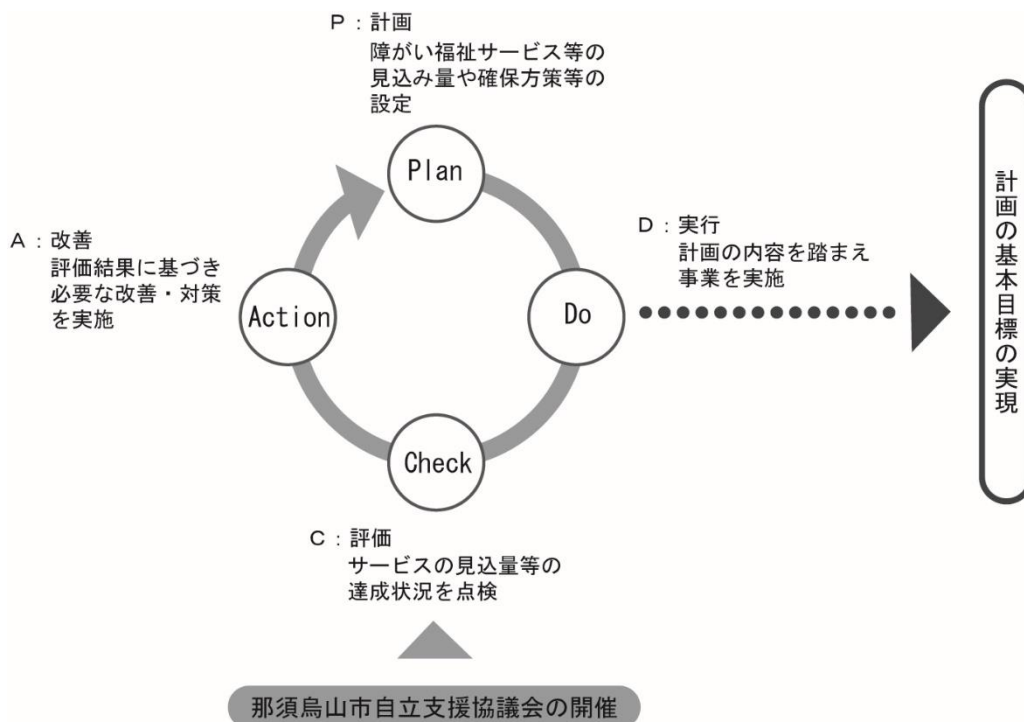 P：計画
障がい福祉サービス等の
見込み量や確保方策等の
設定
Plan
A：改善
評価結果に基づき
必要な改善・対策
を実施
Action
D：実行
計画の内容を踏まえ
事業を実施
Do
計画の基本目標の実現
Check
C：評価
サービスの見込量等の
達成状況を点検
那須烏山市自立支援協議会の開催